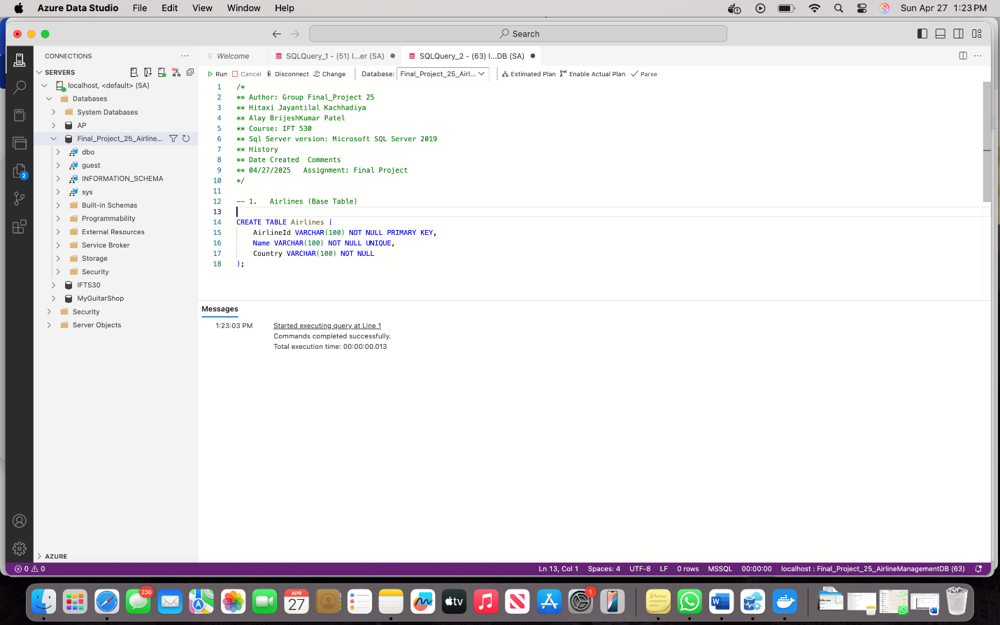 Azure Data Studio File Edit View Window Help Sun Apr 27 1:23 PM
Search
CONNECTIONS
Welcome
SQLQuery_1 - (51) l...er (SA)
SQLQuery_2 - (63) l...DB (SA)
SERVERS
Run Cancel Disconnect Change Database: Final_Project_25_Airl... Estimated Plan Enable Actual Plan Parse
localhost, <default> (SA)
Databases
System Databases
AP
Final_Project_25_Airline...
dbo
guest
INFORMATION_SCHEMA
sys
Built-in Schemas
Programmability
External Resources
Service Broker
Storage
Security
IFT530
MyGuitarShop
Security
Server Objects
AZURE
2
1 /*
2 ** Author: Group Final_Project 25
3 ** Hitaxi Jayantilal Kachhadiya
4 ** Alay BrijeshKumar Patel
5 ** Course: IFT 530
6 ** Sql Server version: Microsoft SQL Server 2019
7 ** History
8 ** Date Created  Comments
9 ** 04/27/2025   Assignment: Final Project
10 */
11
12 -- 1.   Airlines (Base Table)
13
14 CREATE TABLE Airlines (
15     AirlineId VARCHAR(100) NOT NULL PRIMARY KEY,
16     Name VARCHAR(100) NOT NULL UNIQUE,
17     Country VARCHAR(100) NOT NULL
18 );
Messages
1:23:03 PM Started executing query at Line 1
Commands completed successfully.
Total execution time: 00:00:00.013
0 0 Ln 13, Col 1 Spaces: 4 UTF-8 LF 0 rows MSSQL 00:00:00 localhost : Final_Project_25_AirlineManagementDB (63)
236
APR
27
tv
1